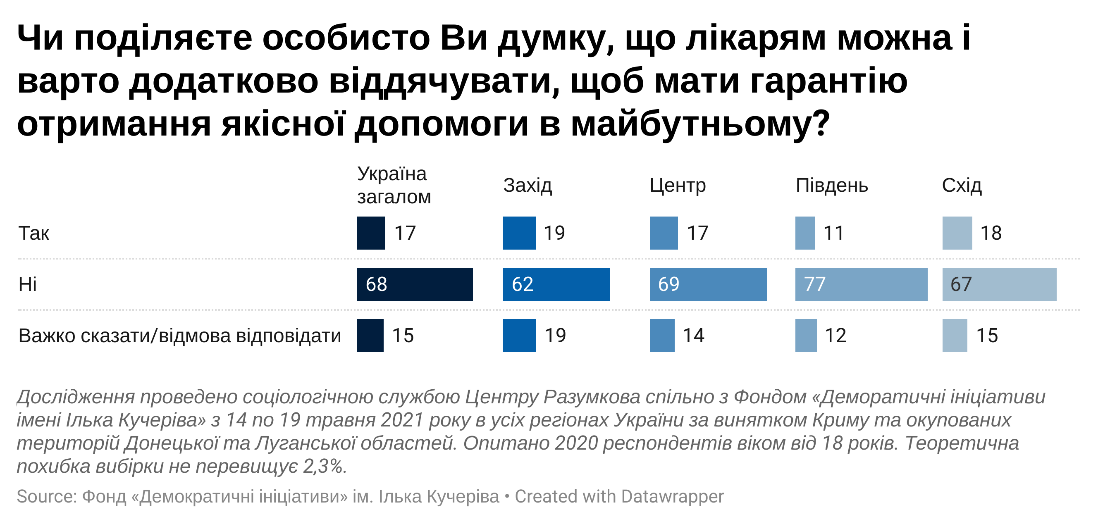 Чи поділяєте особисто Ви думку, що лікарям можна і
варто додатково віддячувати, щоб мати гарантію
отримання якісної допомоги в майбутньому?
Україна
загалом
Захід
Центр
Південь
Схід
Так
17
19
17
11
18
Ні
68
62
69
77
67
Важко сказати/відмова відповідати
15
19
14
12
15
Дослідження проведено соціологічною службою Центру Разумкова спільно з Фондом «Деморатичні ініціативи
імені Ілька Кучеріва» з 14 по 19 травня 2021 року в усіх регіонах України за винятком Криму та окупованих
територій Донецької та Луганської областей. Опитано 2020 респондентів віком від 18 років. Теоретична
похибка вибірки не перевищує 2,3%.
Source: Фонд «Демократичні ініціативи» ім. Ілька Кучеріва • Created with Datawrapper